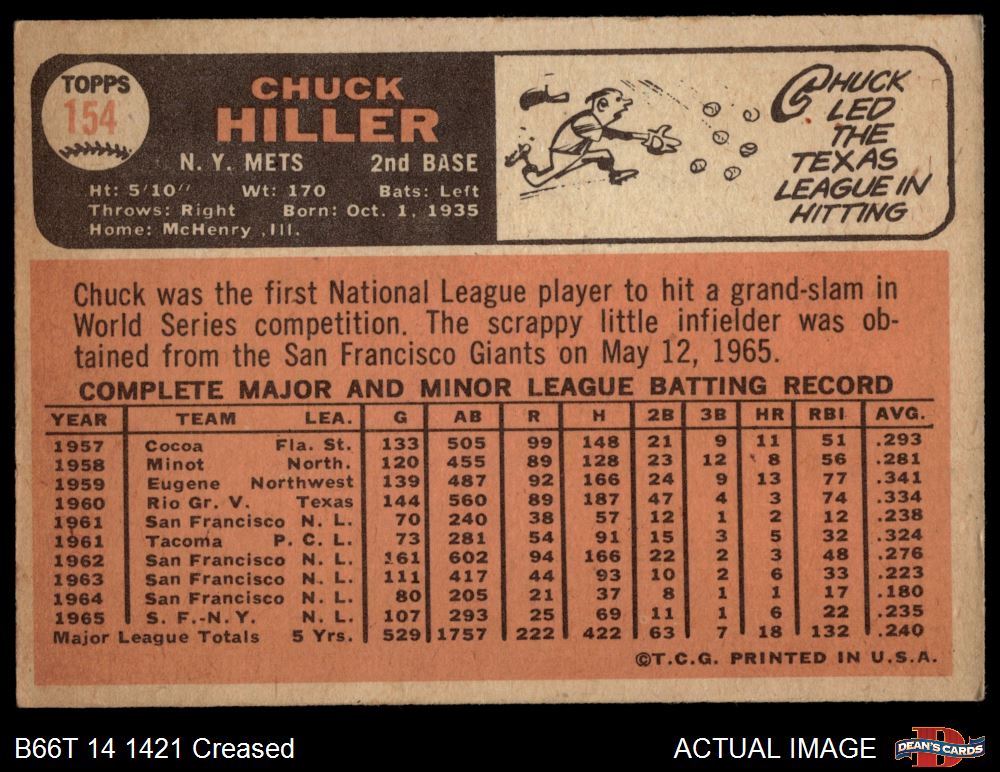 TOPPS
154
CHUCK
HILLER
N. Y. METS 2nd BASE
Ht: 5'10" Wt: 170 Bats: Left
Throws: Right Born: Oct. 1, 1935
Home: McHenry ,Ill.
CHUCK
LED
THE
TEXAS
LEAGUE IN
HITTING
Chuck was the first National League player to hit a grand-slam in
World Series competition. The scrappy little infielder was ob-
tained from the San Francisco Giants on May 12, 1965.
COMPLETE MAJOR AND MINOR LEAGUE BATTING RECORD
YEAR TEAM LEA. G AB R H 2B 3B HR RBI AVG.
1957 Cocoa Fla. St. 133 505 99 148 21 9 11 51 .293
1958 Minot North. 120 455 89 128 23 12 8 56 .281
1959 Eugene Northwest 139 487 92 166 24 9 13 77 .341
1960 Rio Gr. V. Texas 144 560 89 187 47 4 3 74 .334
1961 San Francisco N. L. 70 240 38 57 12 1 2 12 .238
1961 Tacoma P. C. L. 73 281 54 91 15 3 5 32 .324
1962 San Francisco N. L. 161 602 94 166 22 2 3 48 .276
1963 San Francisco N. L. 111 417 44 93 10 2 6 33 .223
1964 San Francisco N. L. 80 205 21 37 8 1 1 17 .180
1965 S. F.-N.Y. N. L. 107 293 25 69 11 1 6 22 .235
Major League Totals 5 Yrs. 529 1757 222 422 63 7 18 132 .240
©T.C.G. PRINTED IN U.S.A.
B66T 14 1421 Creased ACTUAL IMAGE DEAN'S CARDS